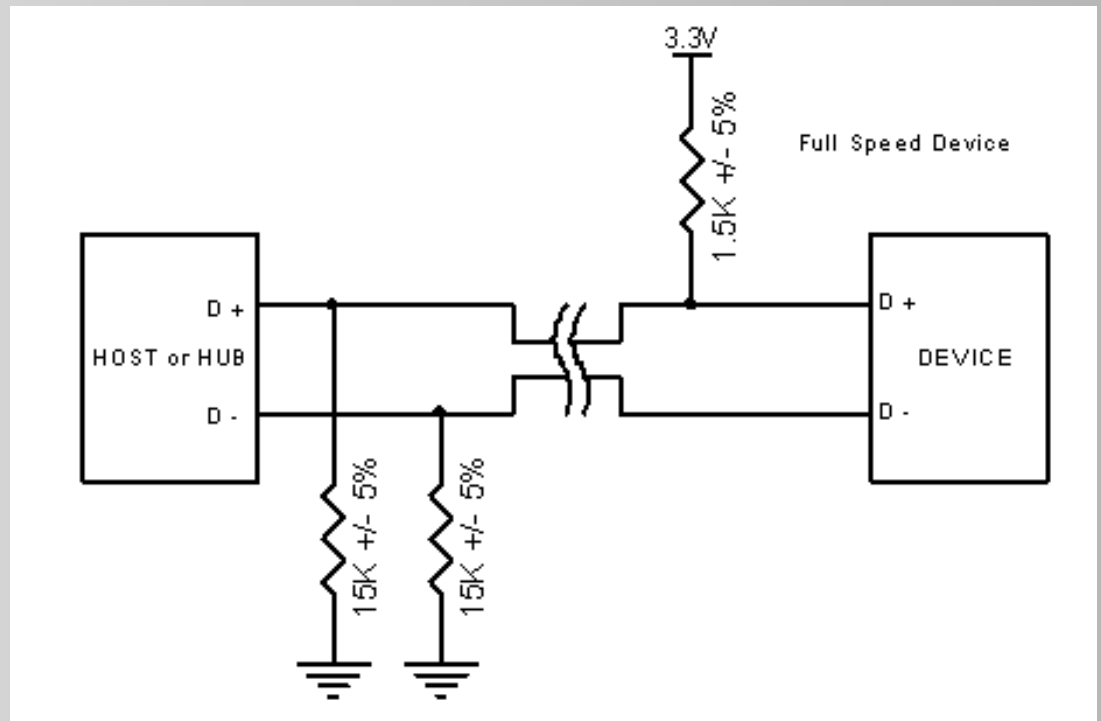 3.3V
1.5K +/- 5%
Full Speed Device
D +
HOST or HUB
D -
D +
DEVICE
D -
15K +/- 5%
15K +/- 5%